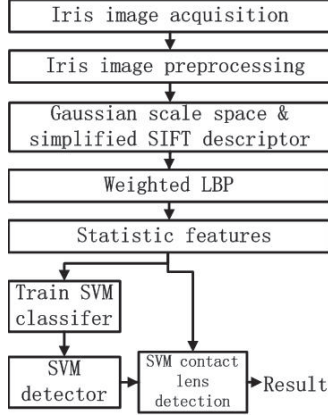 Iris image acquisition
Iris image preprocessing
Gaussian scale space &
simplified SIFT descriptor
Weighted LBP
Statistic features
Train SVM
classifer
SVM
detector
SVM contact
lens
detection
Result